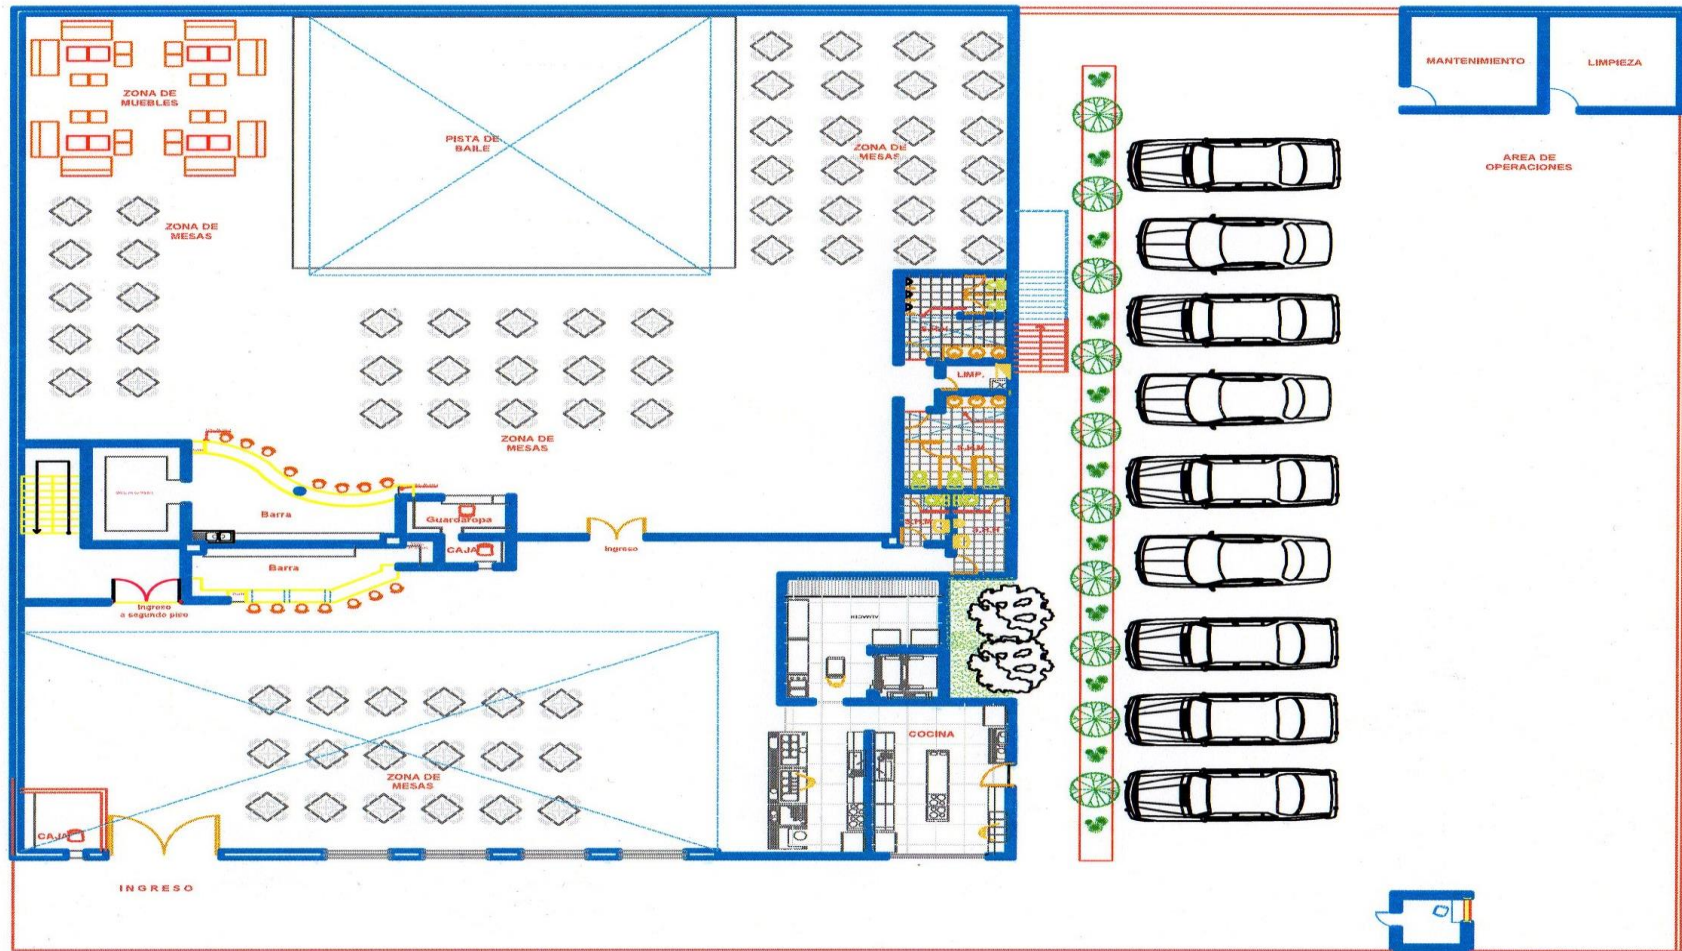 MANTENIMIENTO
LIMPIEZA
ZONA DE
MUEBLES
PISTA DE
BAILE
ZONA DE
MESAS
AREA DE
OPERACIONES
ZONA DE
MESAS
S.H.H
LIMP.
ZONA DE
MESAS
S.H.M
Barra
Guardaropa
S.H.M
S.H.H
CAJA
Ingreso
Barra
Ingreso
a segundo piso
ALMACEN
COCINA
ZONA DE
MESAS
CAJA
INGRESO